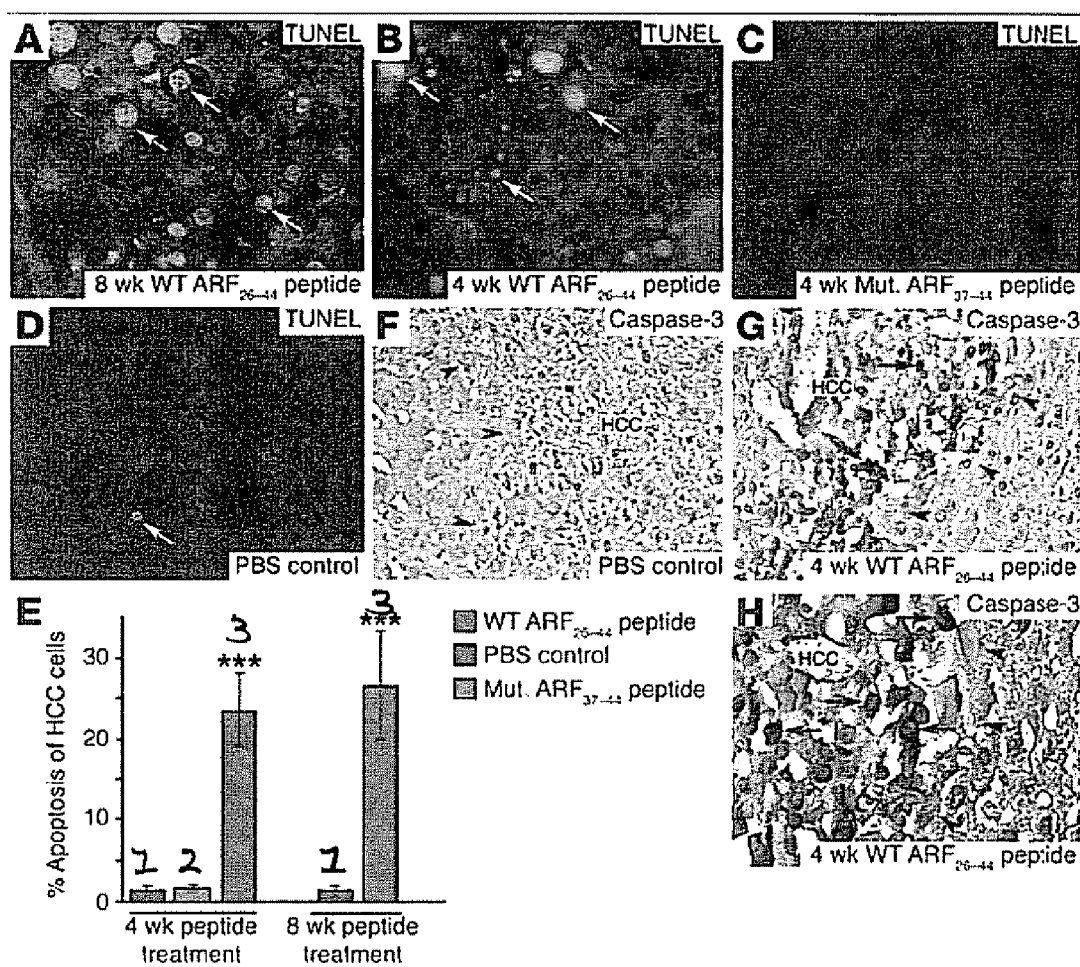 A TUNEL
8 wk WT ARF26–44 peptide
B TUNEL
4 wk WT ARF26–44 peptide
C TUNEL
4 wk Mut. ARF37–44 peptide
D TUNEL
PBS control
F Caspase-3
HCC
PBS control
G Caspase-3
HCC
4 wk WT ARF26–44 peptide
E
% Apoptosis of HCC cells
30
20
10
0
1
2
3
***
1
3
***
4 wk peptide
treatment
8 wk peptide
treatment
WT ARF26–44 peptide
PBS control
Mut. ARF37–44 peptide
H Caspase-3
HCC
4 wk WT ARF26–44 peptide